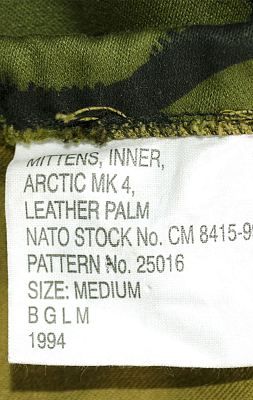 MITTENS, INNER,
ARCTIC MK 4,
LEATHER PALM
NATO STOCK No. CM 8415-9
PATTERN No. 25016
SIZE: MEDIUM
B G L M
1994